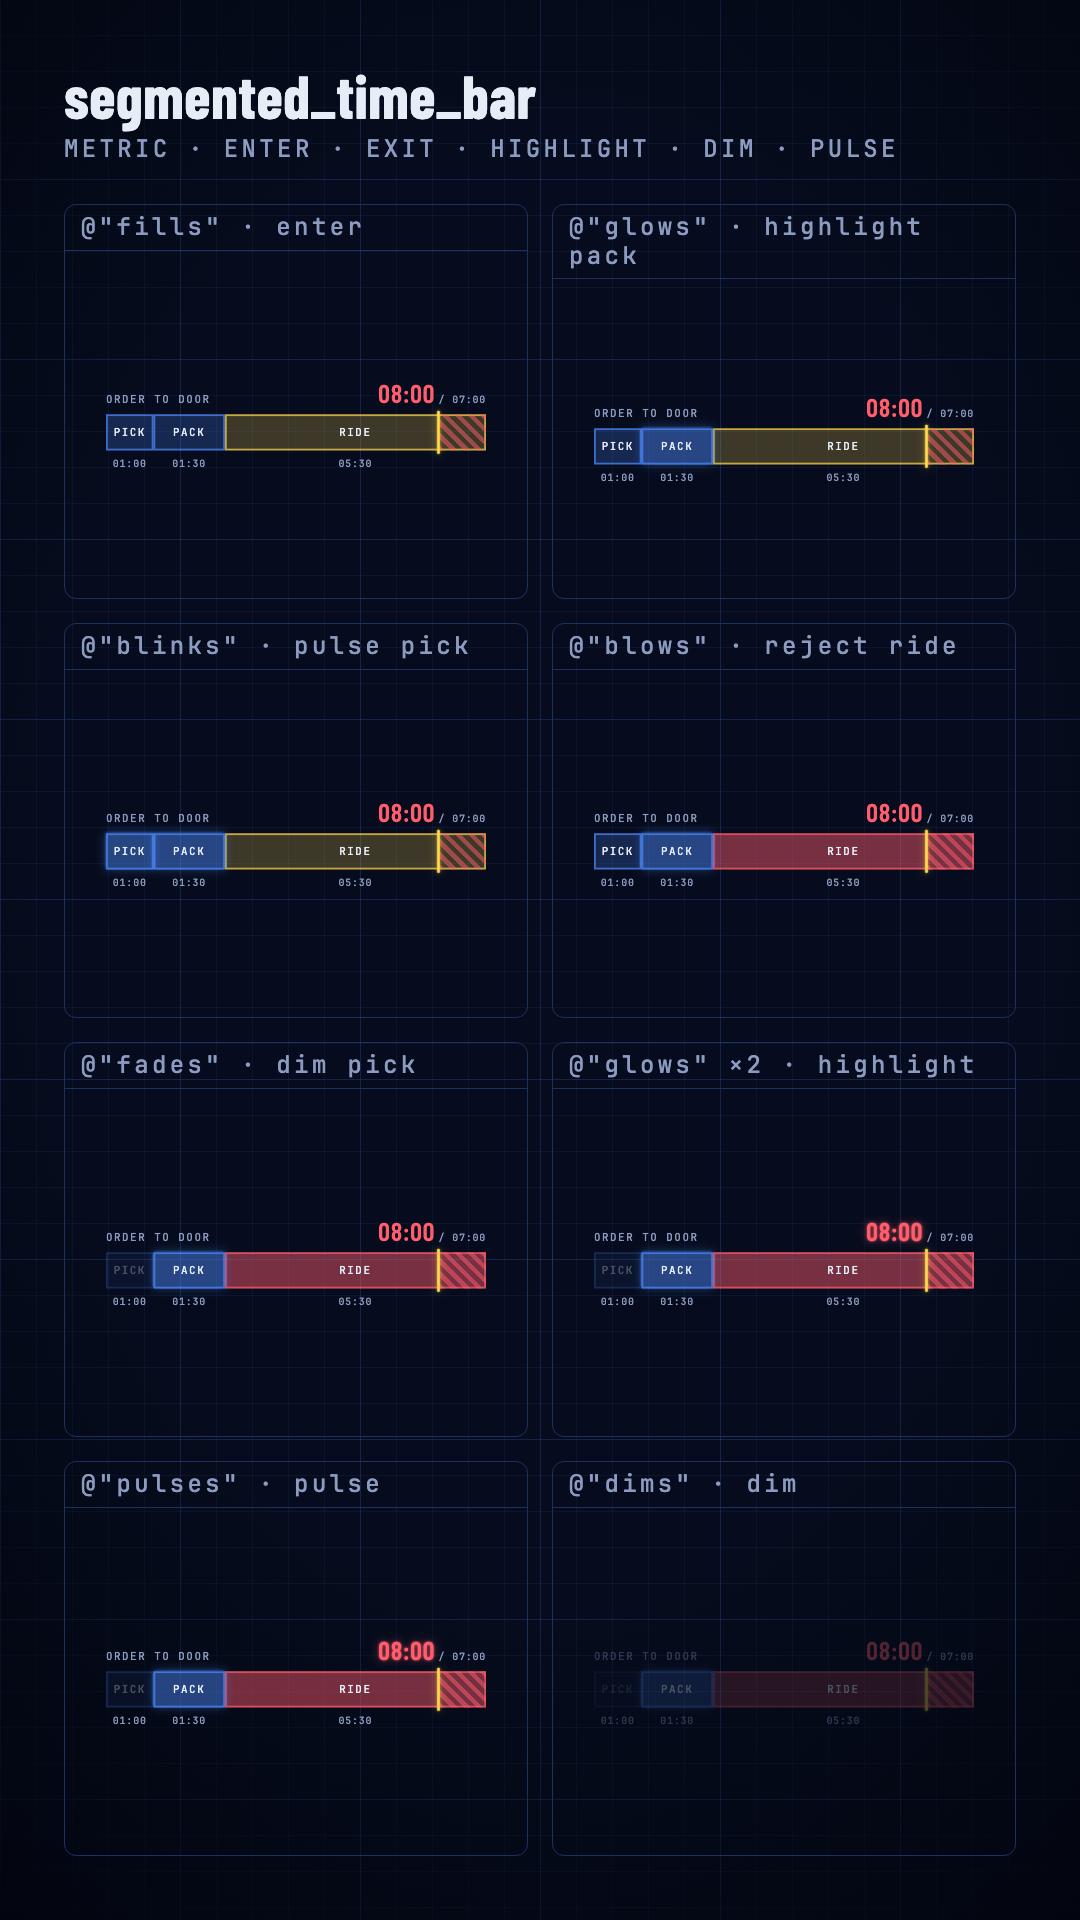 segmented_time_bar
METRIC · ENTER · EXIT · HIGHLIGHT · DIM · PULSE
@"fills" · enter
ORDER TO DOOR 08:00 / 07:00
PICK PACK RIDE
01:00 01:30 05:30
@"glows" · highlight
pack
ORDER TO DOOR 08:00 / 07:00
PICK PACK RIDE
01:00 01:30 05:30
@"blinks" · pulse pick
ORDER TO DOOR 08:00 / 07:00
PICK PACK RIDE
01:00 01:30 05:30
@"blows" · reject ride
ORDER TO DOOR 08:00 / 07:00
PICK PACK RIDE
01:00 01:30 05:30
@"fades" · dim pick
ORDER TO DOOR 08:00 / 07:00
PICK PACK RIDE
01:00 01:30 05:30
@"glows" ×2 · highlight
ORDER TO DOOR 08:00 / 07:00
PICK PACK RIDE
01:00 01:30 05:30
@"pulses" · pulse
ORDER TO DOOR 08:00 / 07:00
PICK PACK RIDE
01:00 01:30 05:30
@"dims" · dim
ORDER TO DOOR 08:00 / 07:00
PICK PACK RIDE
01:00 01:30 05:30